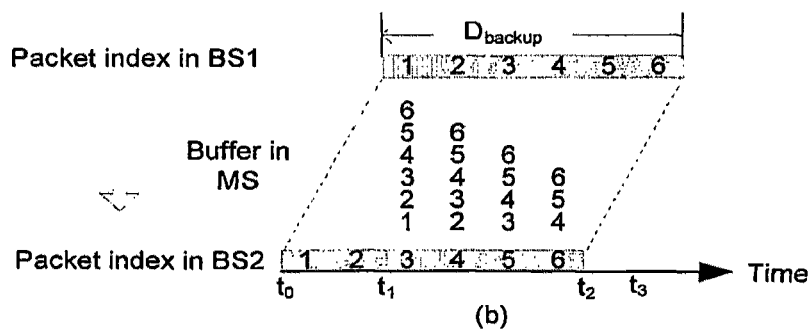 D_backup
Packet index in BS1 1 2 3 4 5 6
6
5 6
Buffer in 4 5 6
MS 3 4 5 6
2 3 4 5
1 2 3 4
Packet index in BS2 1 2 3 4 5 6
Time
t0 t1 t2 t3
(b)